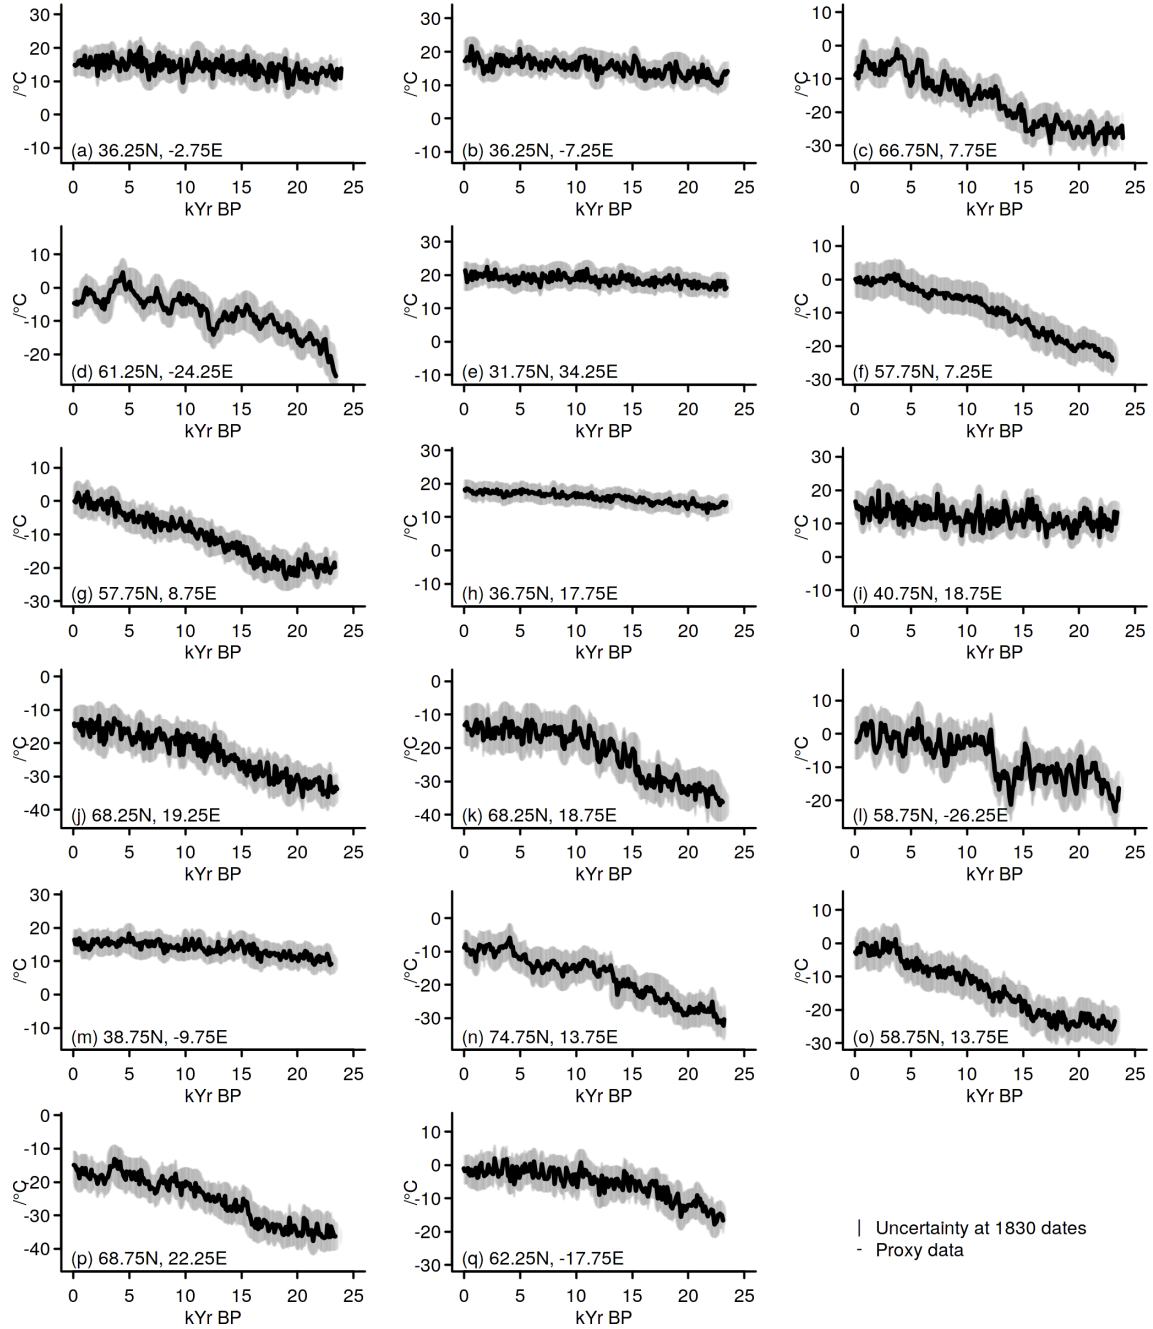 30
20
10
0
-10
/°C
(a) 36.25N, -2.75E
0 5 10 15 20 25
kYr BP
30
20
10
0
-10
/°C
(b) 36.25N, -7.25E
0 5 10 15 20 25
kYr BP
10
0
-10
-20
-30
/°C
(c) 66.75N, 7.75E
0 5 10 15 20 25
kYr BP
10
0
-10
-20
/°C
(d) 61.25N, -24.25E
0 5 10 15 20 25
kYr BP
30
20
10
0
-10
/°C
(e) 31.75N, 34.25E
0 5 10 15 20 25
kYr BP
10
0
-10
-20
-30
/°C
(f) 57.75N, 7.25E
0 5 10 15 20 25
kYr BP
10
0
-10
-20
-30
/°C
(g) 57.75N, 8.75E
0 5 10 15 20 25
kYr BP
30
20
10
0
-10
/°C
(h) 36.75N, 17.75E
0 5 10 15 20 25
kYr BP
30
20
10
0
-10
/°C
(i) 40.75N, 18.75E
0 5 10 15 20 25
kYr BP
0
-10
-20
-30
-40
/°C
(j) 68.25N, 19.25E
0 5 10 15 20 25
kYr BP
0
-10
-20
-30
-40
/°C
(k) 68.25N, 18.75E
0 5 10 15 20 25
kYr BP
10
0
-10
-20
/°C
(l) 58.75N, -26.25E
0 5 10 15 20 25
kYr BP
30
20
10
0
-10
/°C
(m) 38.75N, -9.75E
0 5 10 15 20 25
kYr BP
0
-10
-20
-30
/°C
(n) 74.75N, 13.75E
0 5 10 15 20 25
kYr BP
10
0
-10
-20
-30
/°C
(o) 58.75N, 13.75E
0 5 10 15 20 25
kYr BP
0
-10
-20
-30
-40
/°C
(p) 68.75N, 22.25E
0 5 10 15 20 25
kYr BP
10
0
-10
-20
-30
/°C
(q) 62.25N, -17.75E
0 5 10 15 20 25
kYr BP
| Uncertainty at 1830 dates
- Proxy data